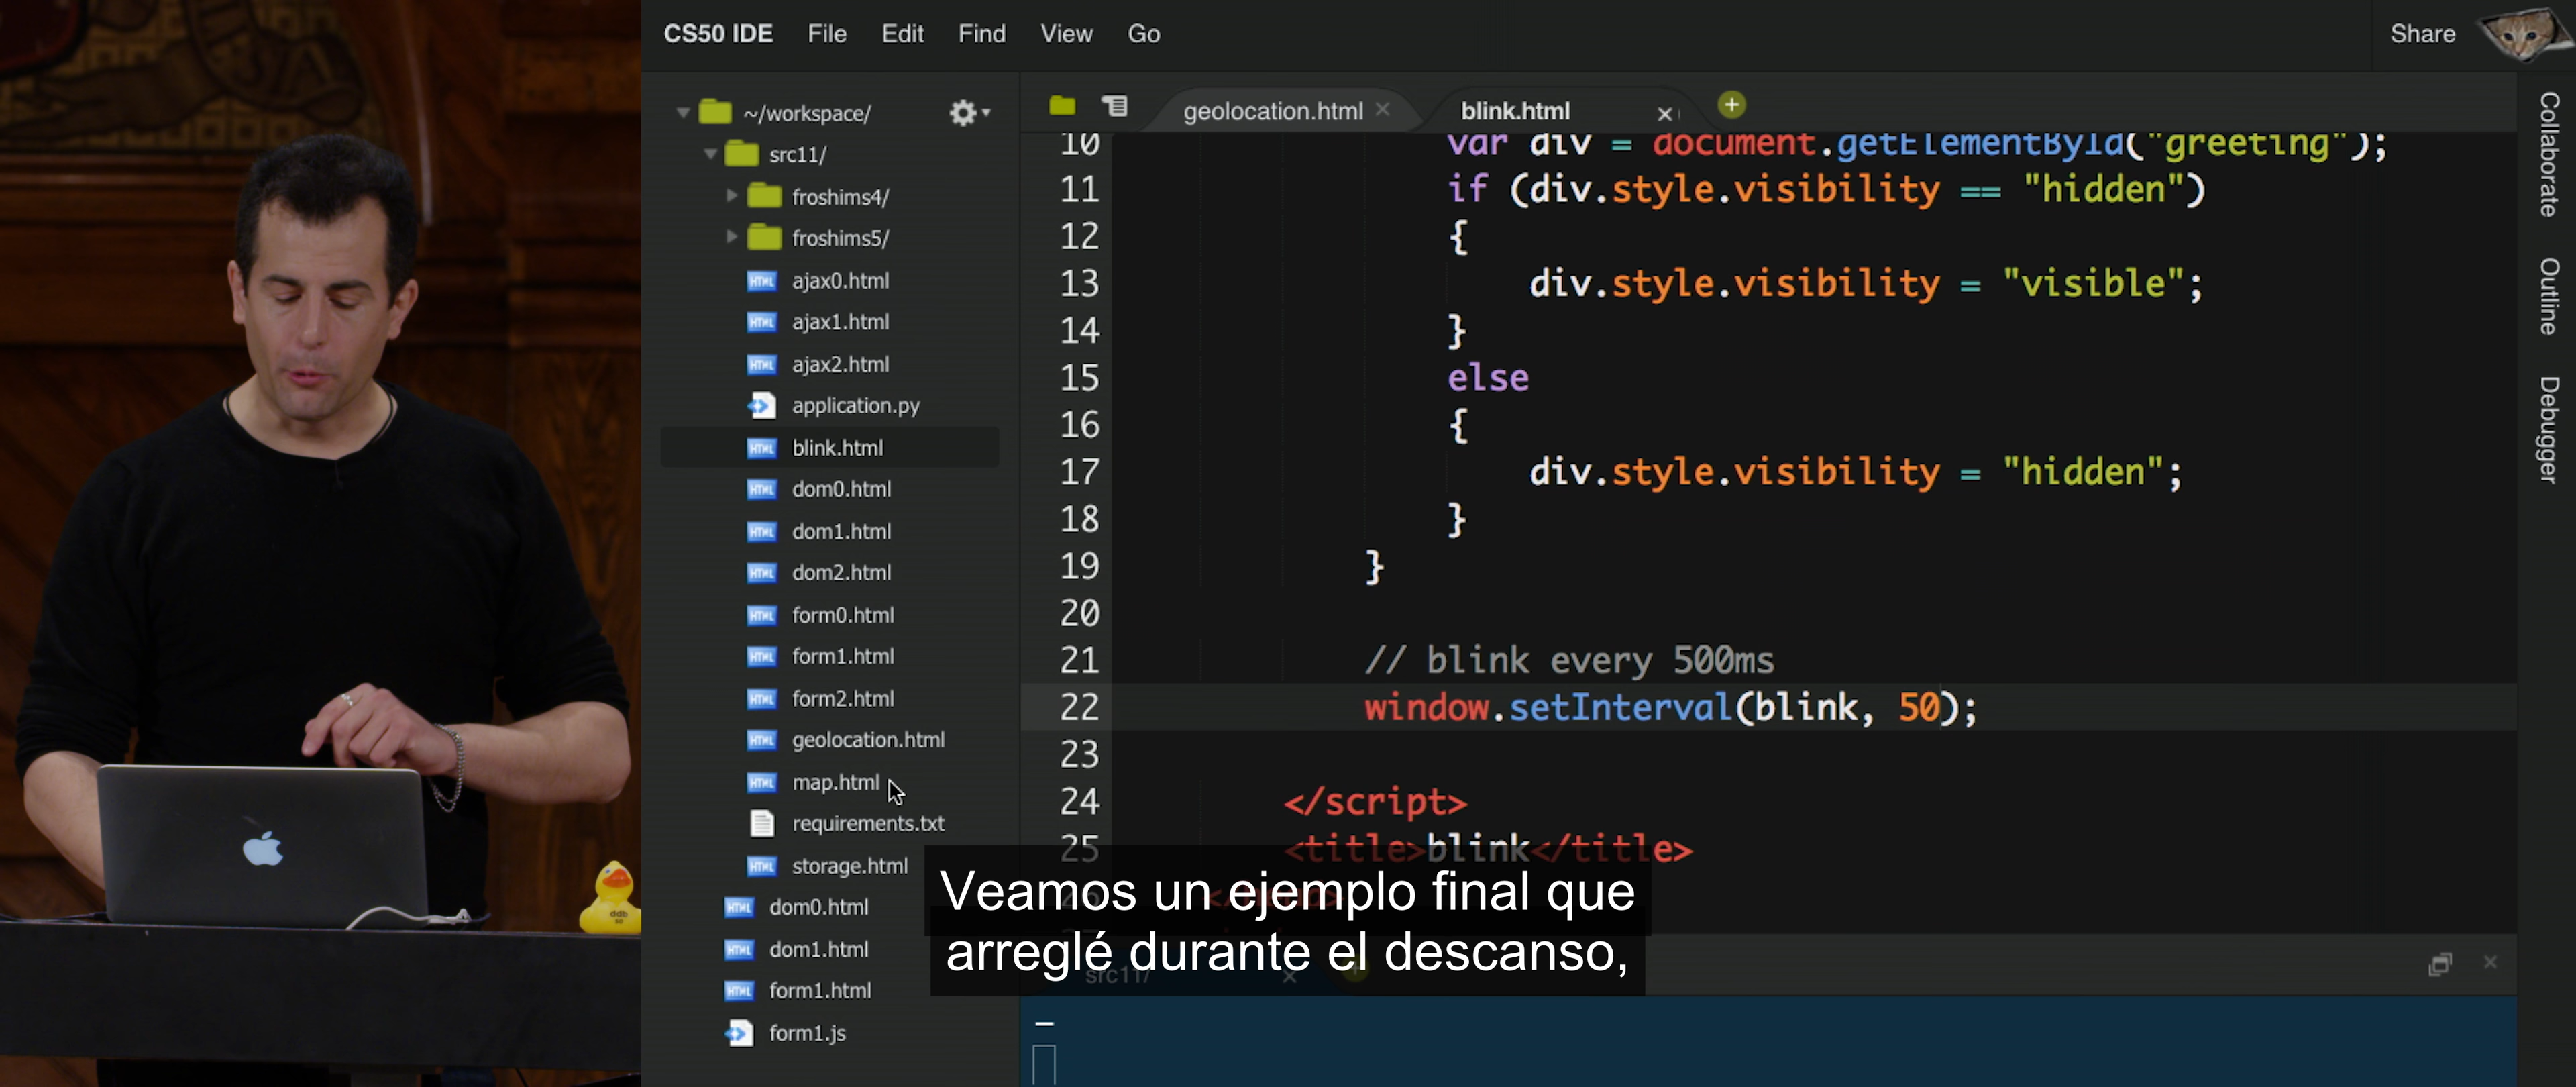 CS50 IDE File Edit Find View Go Share
~/workspace/
src11/
froshims4/
froshims5/
ajax0.html
ajax1.html
ajax2.html
application.py
blink.html
dom0.html
dom1.html
dom2.html
form0.html
form1.html
form2.html
geolocation.html
map.html
requirements.txt
storage.html
dom0.html
dom1.html
form1.html
form1.js
geolocation.html blink.html
10 var div = document.getElementById("greeting");
11 if (div.style.visibility == "hidden")
12 {
13 div.style.visibility = "visible";
14 }
15 else
16 {
17 div.style.visibility = "hidden";
18 }
19 }
20
21 // blink every 500ms
22 window.setInterval(blink, 50);
23
24 </script>
25 <title>blink</title>
src11/
Veamos un ejemplo final que
arreglé durante el descanso,
Collaborate
Outline
Debugger
ddb
50